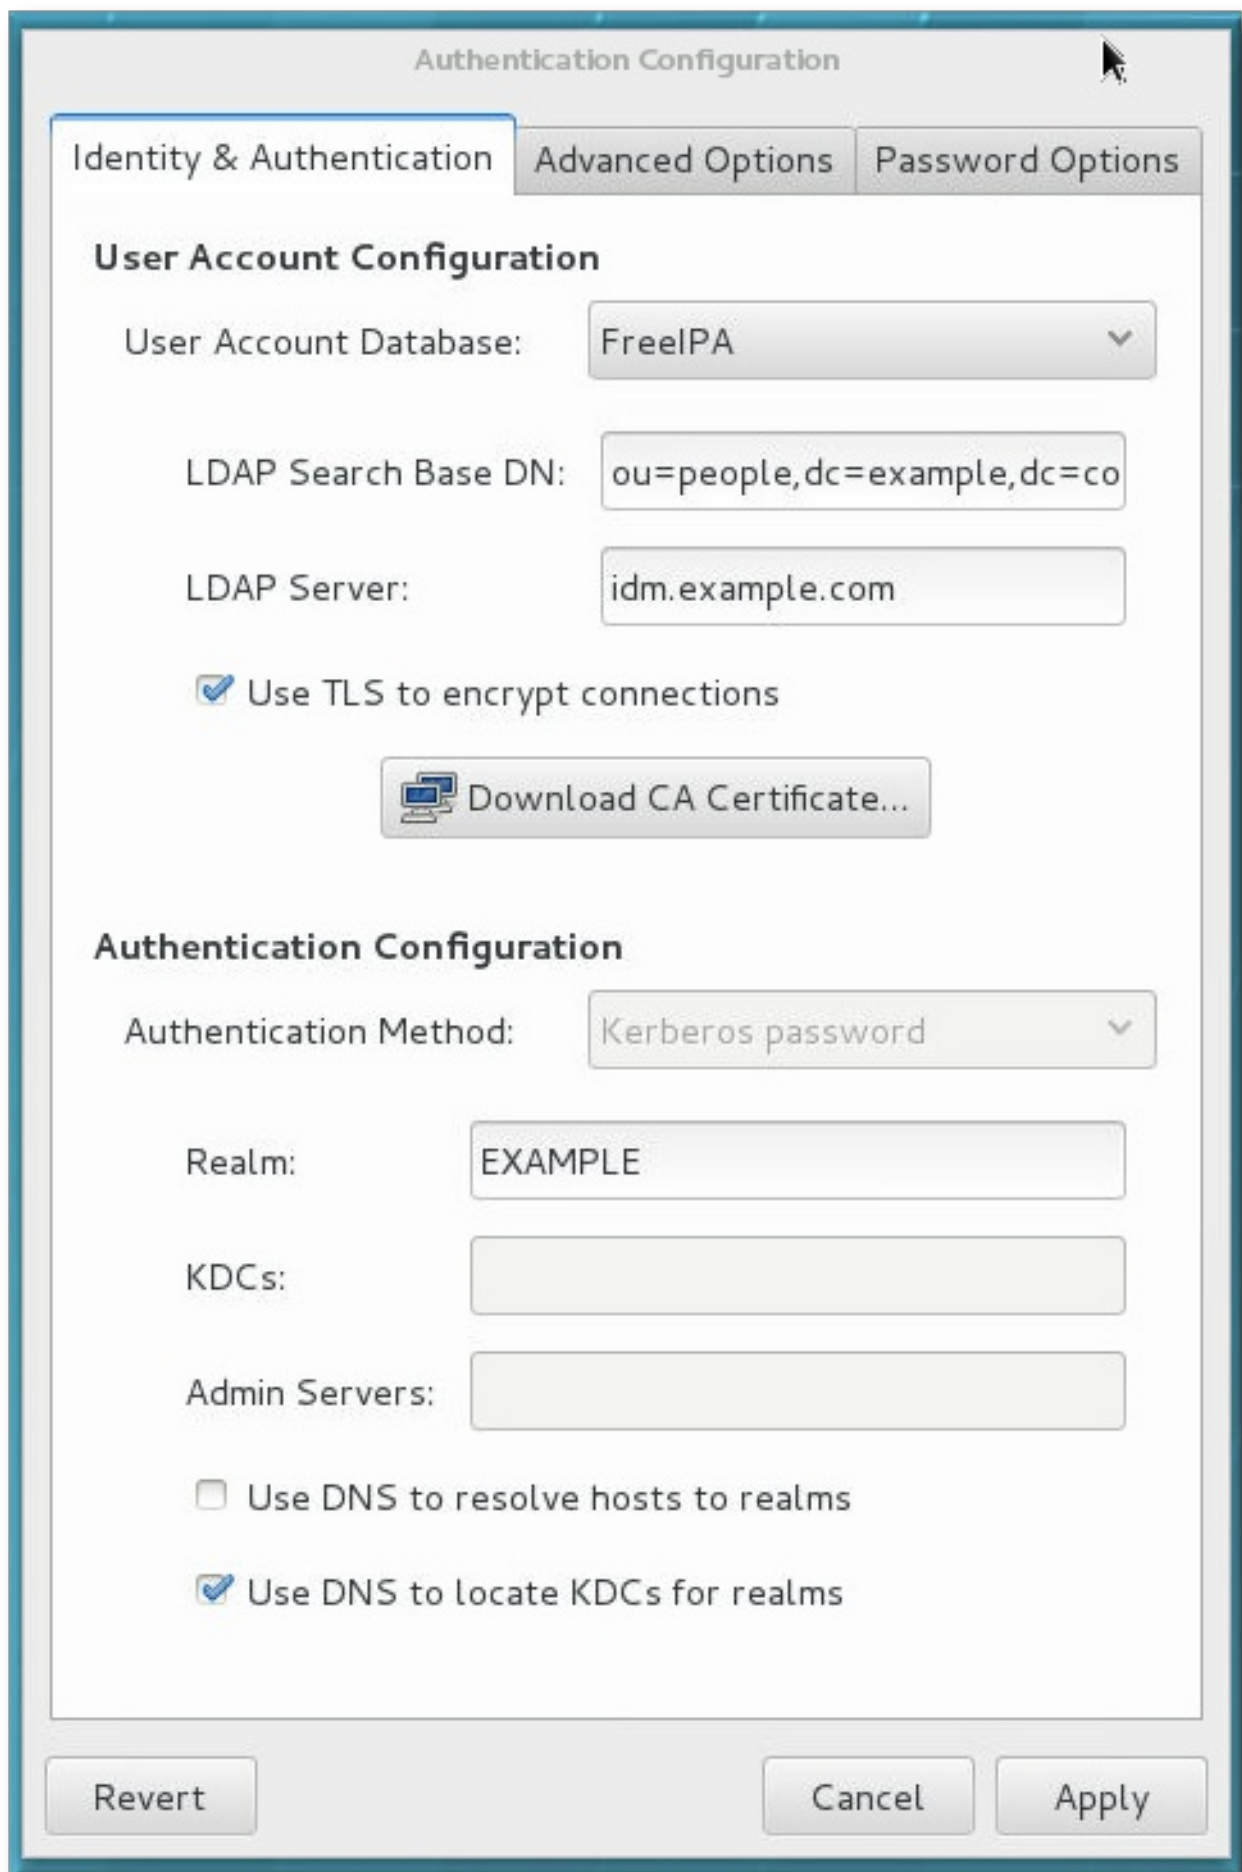 Authentication Configuration
Identity & Authentication Advanced Options Password Options
User Account Configuration
User Account Database: FreeIPA
LDAP Search Base DN: ou=people,dc=example,dc=co
LDAP Server: idm.example.com
Use TLS to encrypt connections
Download CA Certificate...
Authentication Configuration
Authentication Method: Kerberos password
Realm: EXAMPLE
KDCs:
Admin Servers:
Use DNS to resolve hosts to realms
Use DNS to locate KDCs for realms
Revert Cancel Apply